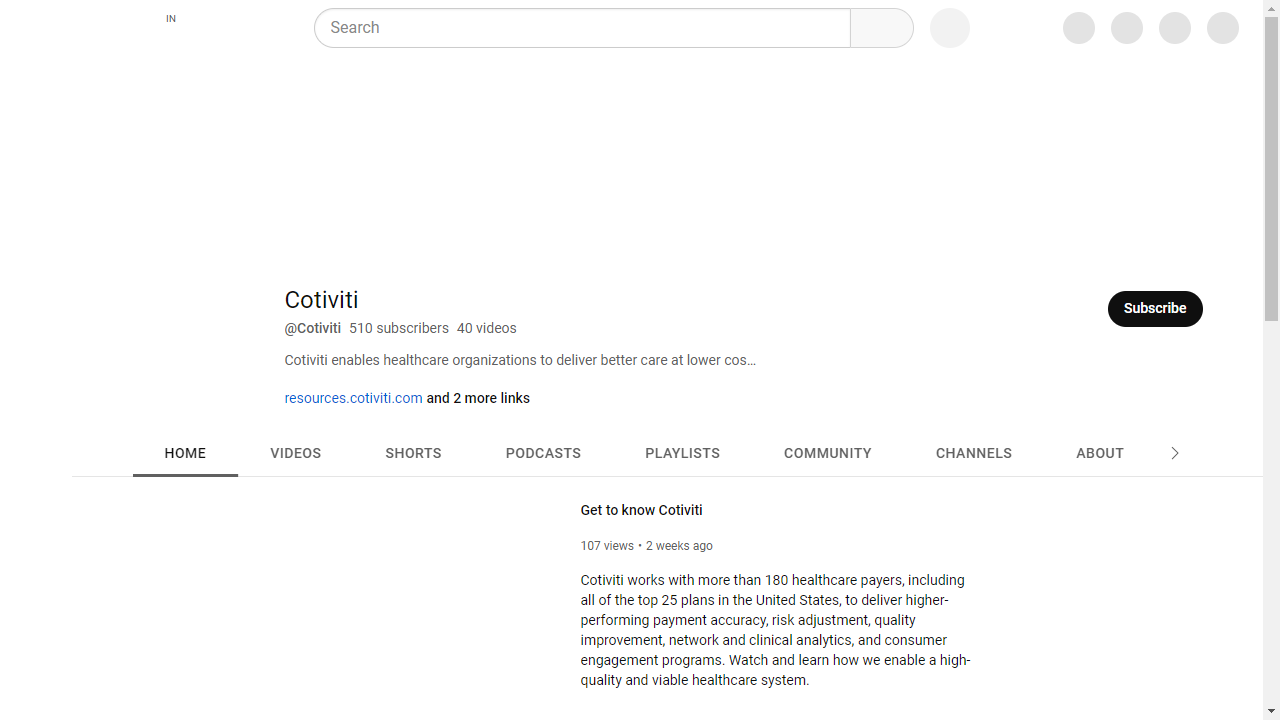 IN
Search
Cotiviti
Subscribe
@Cotiviti 510 subscribers 40 videos
Cotiviti enables healthcare organizations to deliver better care at lower cos...
resources.cotiviti.com and 2 more links
HOME VIDEOS SHORTS PODCASTS PLAYLISTS COMMUNITY CHANNELS ABOUT
Get to know Cotiviti
107 views • 2 weeks ago
Cotiviti works with more than 180 healthcare payers, including
all of the top 25 plans in the United States, to deliver higher-
performing payment accuracy, risk adjustment, quality
improvement, network and clinical analytics, and consumer
engagement programs. Watch and learn how we enable a high-
quality and viable healthcare system.